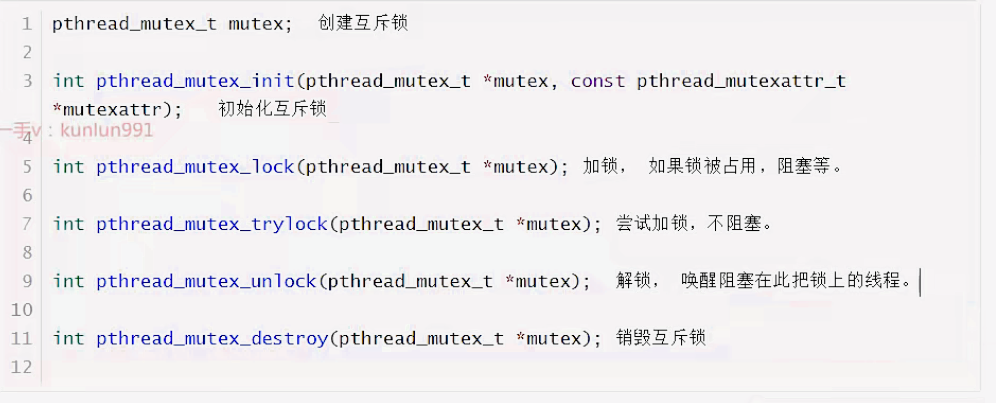 1 pthread_mutex_t mutex; 创建互斥锁
2
3 int pthread_mutex_init(pthread_mutex_t *mutex, const pthread_mutexattr_t
*mutexattr); 初始化互斥锁
一手v：kunlun991
4
5 int pthread_mutex_lock(pthread_mutex_t *mutex); 加锁， 如果锁被占用，阻塞等。
6
7 int pthread_mutex_trylock(pthread_mutex_t *mutex); 尝试加锁，不阻塞。
8
9 int pthread_mutex_unlock(pthread_mutex_t *mutex); 解锁， 唤醒阻塞在此把锁上的线程。
10
11 int pthread_mutex_destroy(pthread_mutex_t *mutex); 销毁互斥锁
12